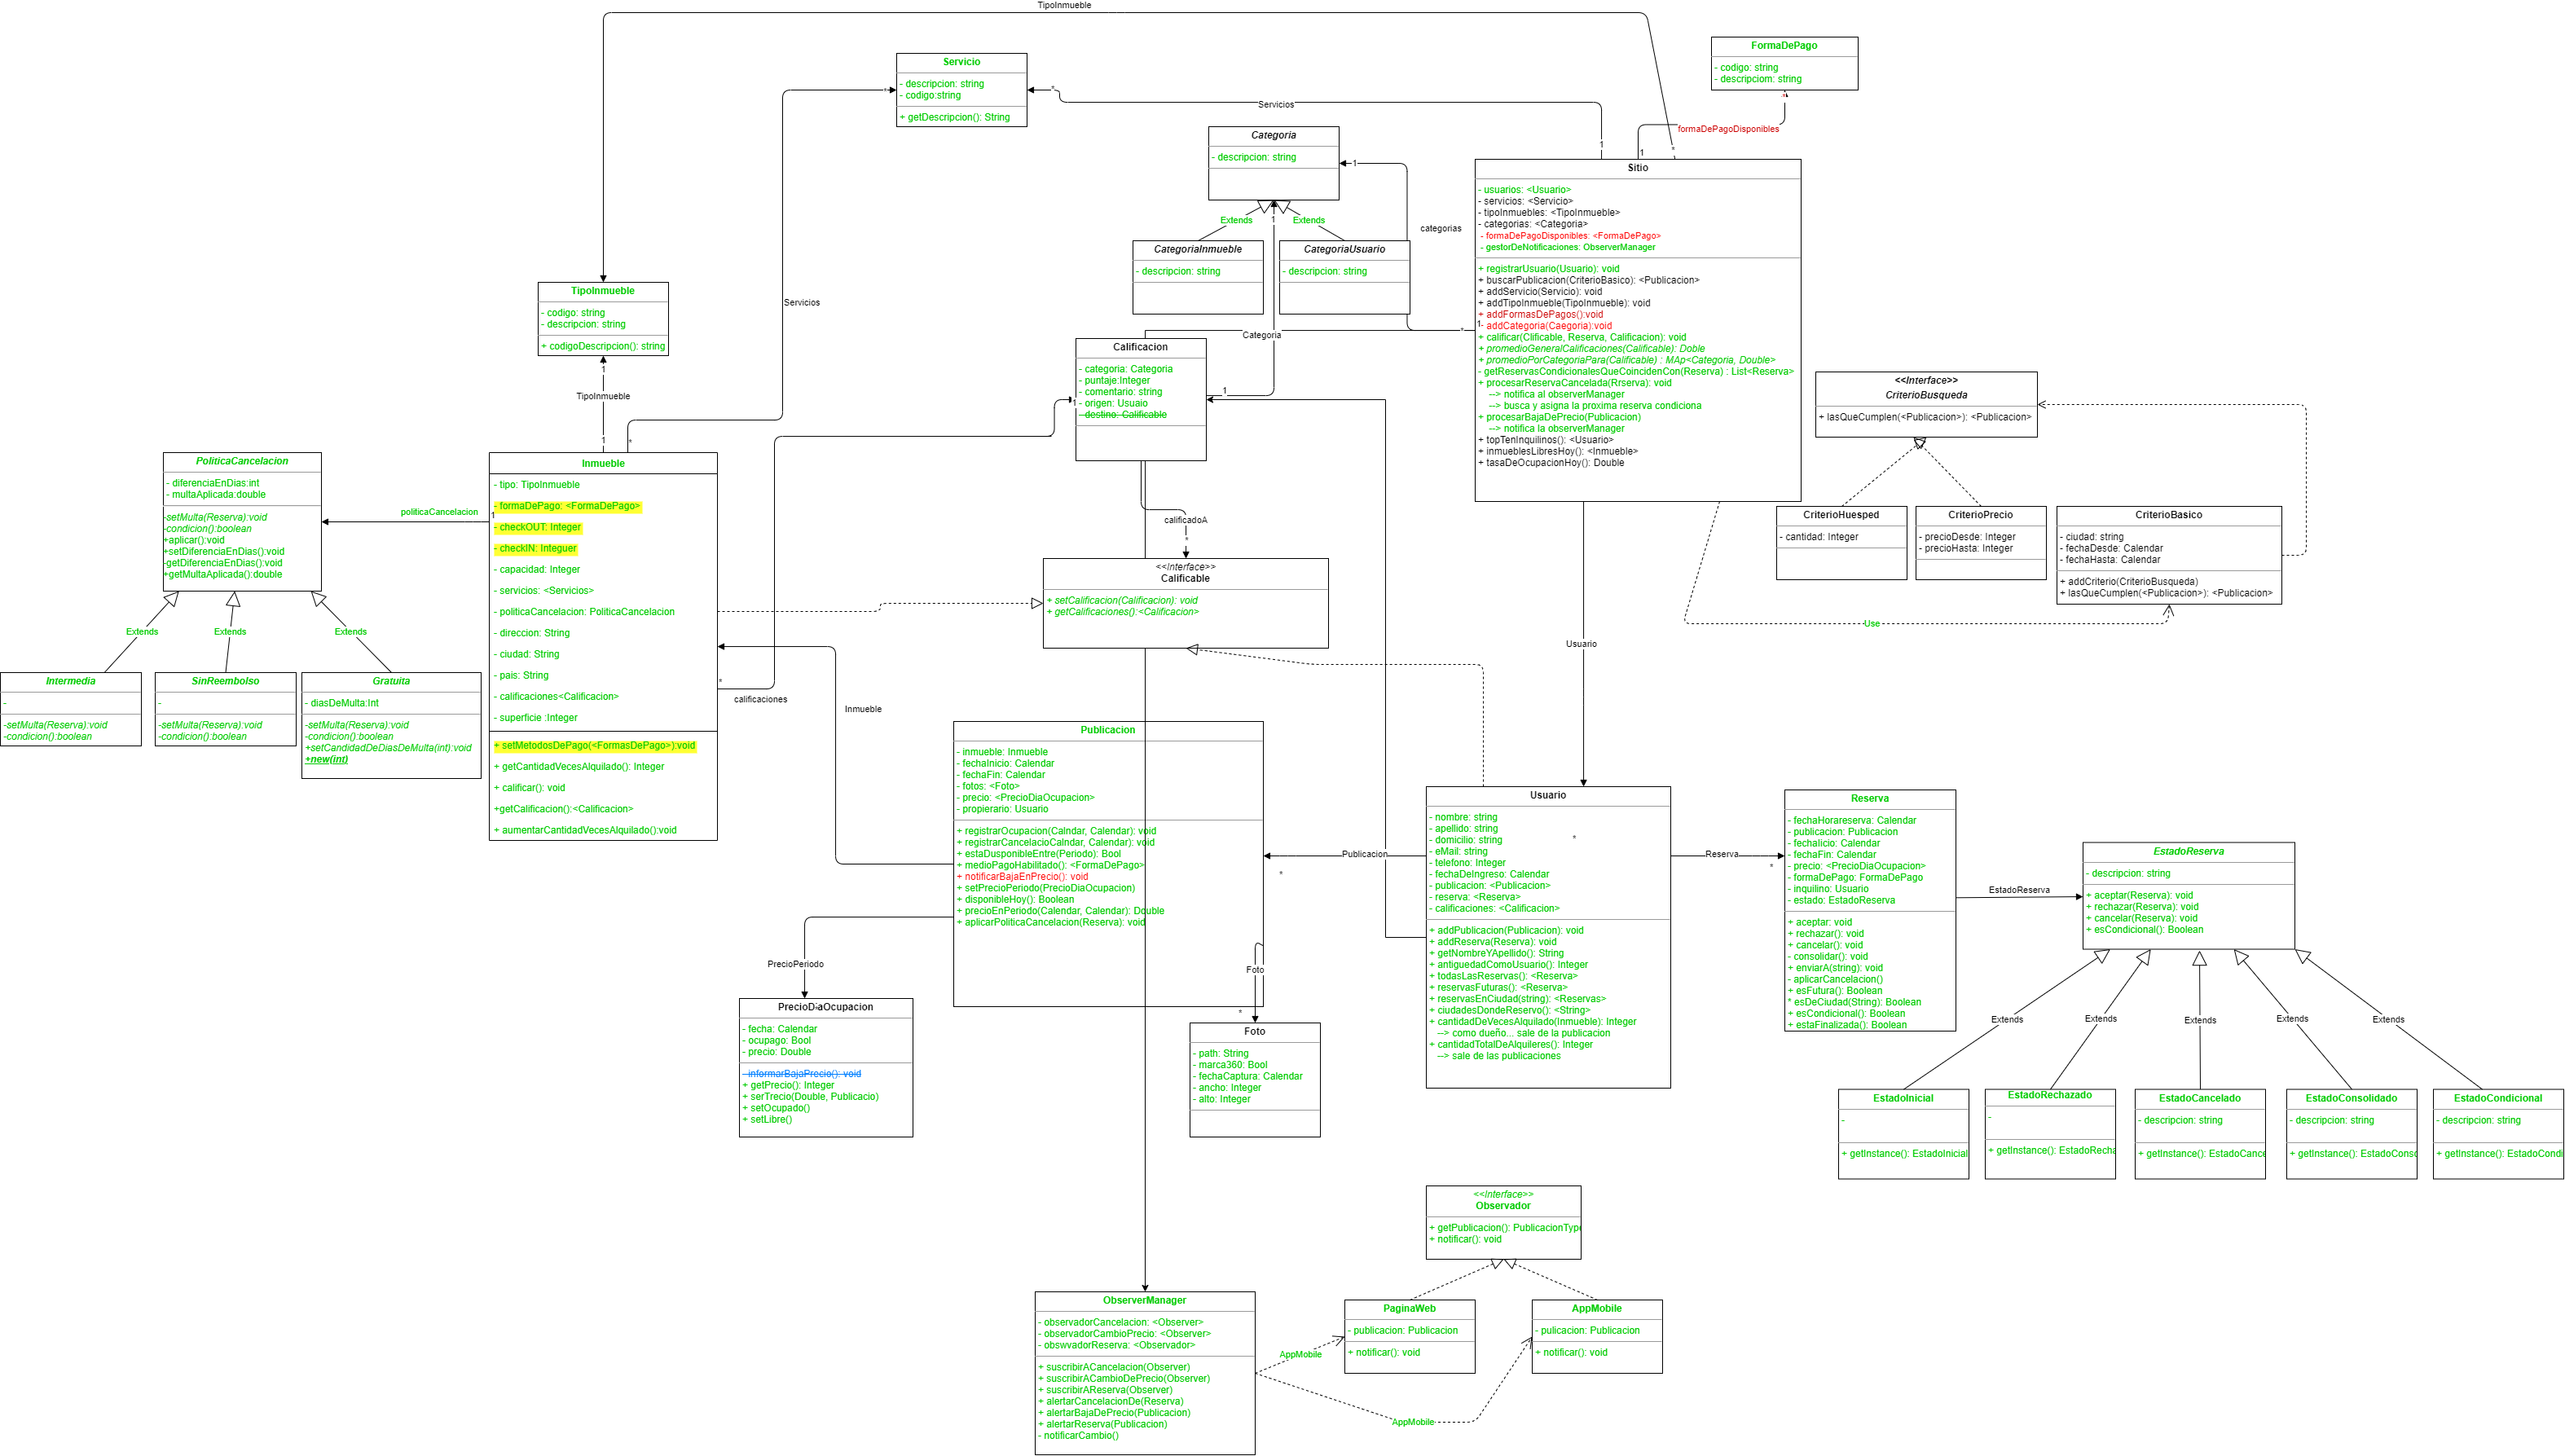 TipoInmueble
FormaDePago
- codigo: string
- descripciom: string
Servicio
- descripcion: string
- codigo:string
+ getDescripcion(); String
*
*
Servicios
1
formaDePagoDisponibles
1
*
*
Categoria
- descripcion: string
1
Extends
1
Extends
CategoriaInmueble
- descripcion: string
CategoriaUsuario
- descripcion: string
categorias
Sitio
- usuarios: <Usuario>
- servicios: <Servicio>
- tipoInmuebles: <TipoInmueble>
- categorias: <Categoria>
- formaDePagoDisponibles: <FormaDePago>
- gestorDeNotificaciones: ObserverManager
+ registrarUsuario(Usuario): void
+ buscarPublicacion(CriterioBasico): <Publicacion>
+ addServicio(Servicio): void
+ addTipoInmueble(TipoInmueble): void
+ addFormasDePagos():void
1- addCategoria(Caegoria):void
+ calificar(Clificable, Reserva, Calificacion): void
+ promedioGeneralCalificaciones(Calificable): Doble
+ promedioPorCategoriaPara(Calificable) : MAp<Categoria, Double>
- getReservasCondicionalesQueCoincidenCon(Reserva) : List<Reserva>
+ procesarReservaCancelada(Rrserva): void
--> notifica al observerManager
--> busca y asigna la proxima reserva condiciona
+ procesarBajaDePrecio(Publicacion)
--> notifica la observerManager
+ topTenInquilinos(): <Usuario>
+ inmueblesLibresHoy(): <Inmueble>
+ tasaDeOcupacionHoy(): Double
*
TipoInmueble
- codigo: string
- descripcion: string
+ codigoDescripcion(): string
1
TipoInmueble
1
Servicios
*
Categoria
Calificacion
- categoria: Categoria
- puntaje:Integer
- comentario: string
- origen: Usuaio
- destino: Calificable
1
1
<<Interface>>
CriterioBusqueda
+ lasQueCumplen(<Publicacion>): <Publicacion>
CriterioHuesped
- cantidad: Integer
CriterioPrecio
- precioDesde: Integer
- precioHasta: Integer
CriterioBasico
- ciudad: string
- fechaDesde: Calendar
- fechaHasta: Calendar
+ addCriterio(CriterioBusqueda)
+ lasQueCumplen(<Publicacion>): <Publicacion>
Use
PoliticaCancelacion
- diferenciaEnDias:int
- multaAplicada:double
-setMulta(Reserva):void
-condicion():boolean
+aplicar():void
+setDiferenciaEnDias():void
-getDiferenciaEnDias():void
+getMultaAplicada():double
politicaCancelacion
1
Extends
Extends
Extends
Intermedia
-
-setMulta(Reserva):void
-condicion():boolean
SinReembolso
-
-setMulta(Reserva):void
-condicion():boolean
Gratuita
- diasDeMulta:Int
-setMulta(Reserva):void
-condicion():boolean
+setCandidadDeDiasDeMulta(int):void
+new(int)
Inmueble
- tipo: TipoInmueble
- formaDePago: <FormaDePago>
- checkOUT: Integer
- checkIN: Integuer
- capacidad: Integer
- servicios: <Servicios>
- politicaCancelacion: PoliticaCancelacion
- direccion: String
- ciudad: String
- pais: String
- calificaciones<Calificacion>
- superficie :Integer
+ setMetodosDePago(<FormasDePago>):void
+ getCantidadVecesAlquilado(): Integer
+ calificar(): void
+getCalificacion():<Calificacion>
+ aumentarCantidadVecesAlquilado():void
*
calificaciones
Inmueble
calificadoA
*
<<Interface>>
Calificable
+ setCalificacion(Calificacion): void
+ getCalificaciones():<Calificacion>
Usuario
Publicacion
- inmueble: Inmueble
- fechaInicio: Calendar
- fechaFin: Calendar
- fotos: <Foto>
- precio: <PrecioDiaOcupacion>
- propierario: Usuario
+ registrarOcupacion(Calndar, Calendar): void
+ registrarCancelacioCalndar, Calendar): void
+ estaDusponibleEntre(Periodo): Bool
+ medioPagoHabilitado(): <FormaDePago>
+ notificarBajaEnPrecio(): void
+ setPrecioPeriodo(PrecioDiaOcupacion)
+ disponibleHoy(): Boolean
+ precioEnPeriodo(Calendar, Calendar): Double
+ aplicarPoliticaCancelacion(Reserva): void
Publicacion
*
Usuario
- nombre: string
- apellido: string
- domicilio: string
- eMail: string
- telefono: Integer
- fechaDeIngreso: Calendar
- publicacion: <Publicacion>
- reserva: <Reserva>
- calificaciones: <Calificacion>
+ addPublicacion(Publicacion): void
+ addReserva(Reserva): void
+ getNombreYApellido(): String
+ antiguedadComoUsuario(): Integer
+ todasLasReservas(): <Reserva>
+ reservasFuturas(): <Reserva>
+ reservasEnCiudad(string): <Reservas>
+ ciudadesDondeReservo(): <String>
+ cantidadDeVecesAlquilado(Inmueble): Integer
--> como dueño... sale de la publicacion
+ cantidadTotalDeAlquileres(): Integer
--> sale de las publicaciones
*
Reserva
*
Reserva
- fechaHorareserva: Calendar
- publicacion: Publicacion
- fechaIicio: Calendar
- fechaFin: Calendar
- precio: <PrecioDiaOcupacion>
- formaDePago: FormaDePago
- inquilino: Usuario
- estado: EstadoReserva
+ aceptar: void
+ rechazar(): void
+ cancelar(): void
- consolidar(): void
+ enviarA(string): void
- aplicarCancelacion()
+ esFutura(): Boolean
* esDeCiudad(String): Boolean
+ esCondicional(): Boolean
+ estaFinalizada(): Boolean
EstadoReserva
EstadoReserva
- descripcion: string
+ aceptar(Reserva): void
+ rechazar(Reserva): void
+ cancelar(Reserva): void
+ esCondicional(): Boolean
Extends
Extends
Extends
Extends
Extends
EstadoInicial
-
+ getInstance(): EstadoInicial
EstadoRechazado
-
+ getInstance(): EstadoRecha
EstadoCancelado
- descripcion: string
+ getInstance(): EstadoCance
EstadoConsolidado
- descripcion: string
+ getInstance(): EstadoConso
EstadoCondicional
- descripcion: string
+ getInstance(): EstadoCondi
PrecioPeriodo
PrecioDiaOcupacion
- fecha: Calendar
- ocupago: Bool
- precio: Double
- informarBajaPrecio(): void
+ getPrecio(): Integer
+ serTrecio(Double, Publicacio)
+ setOcupado()
+ setLibre()
Foto
*
Foto
- path: String
- marca360: Bool
- fechaCaptura: Calendar
- ancho: Integer
- alto: Integer
<<Interface>>
Observador
+ getPublicacion(): PublicacionType
+ notificar(): void
ObserverManager
- observadorCancelacion: <Observer>
- observadorCambioPrecio: <Observer>
- obswvadorReserva: <Observador>
+ suscribirACancelacion(Observer)
+ suscribirACambioDePrecio(Observer)
+ suscribirAReserva(Observer)
+ alertarCancelacionDe(Reserva)
+ alertarBajaDePrecio(Publicacion)
+ alertarReserva(Publicacion)
- notificarCambio()
AppMobile
AppMobile
PaginaWeb
- publicacion: Publicacion
+ notificar(): void
AppMobile
- pulicacion: Publicacion
+ notificar(): void